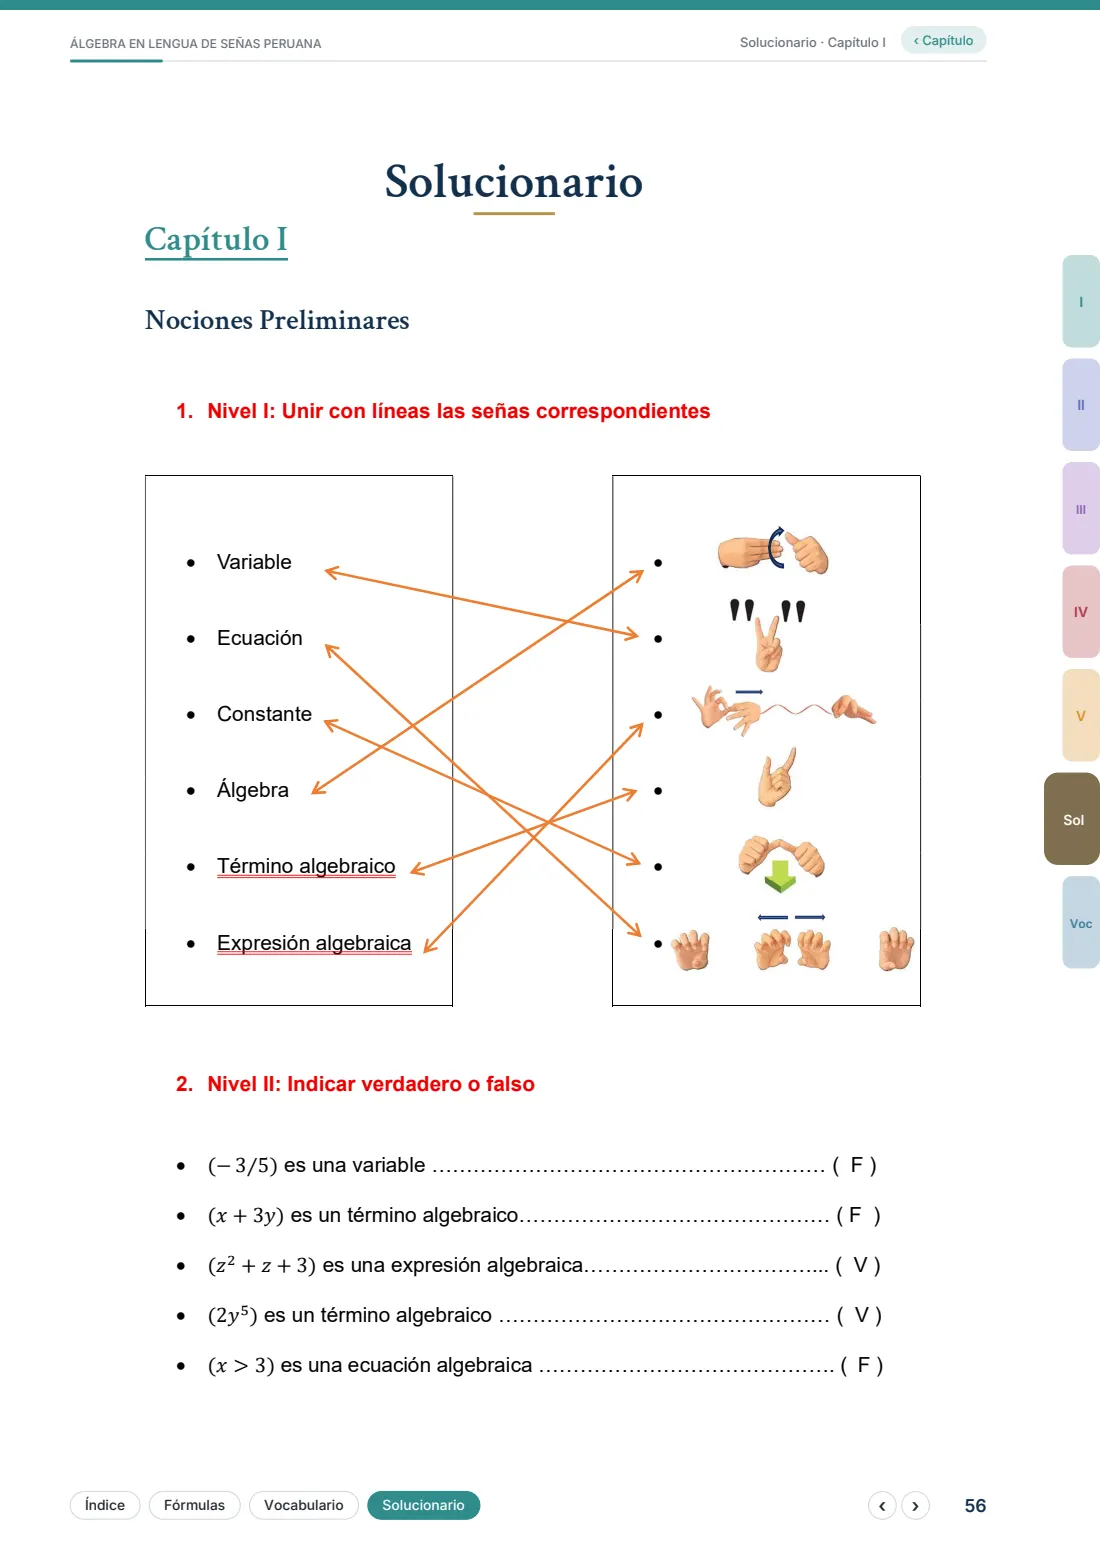 ÁLGEBRA EN LENGUA DE SEÑAS PERUANA
Solucionario · Capítulo I ‹ Capítulo
Solucionario
Capítulo I
Nociones Preliminares
1. Nivel I: Unir con líneas las señas correspondientes
• Variable
• Ecuación
• Constante
• Álgebra
• Término algebraico
• Expresión algebraica
2. Nivel II: Indicar verdadero o falso
• (− 3/5) es una variable ………………………………………………… ( F )
• (x + 3y) es un término algebraico……………………………………… ( F )
• (z² + z + 3) es una expresión algebraica…………………………….... ( V )
• (2y⁵) es un término algebraico ………………………………………… ( V )
• (x > 3) es una ecuación algebraica ……………………………………. ( F )
I
II
III
IV
V
Sol
Voc
Índice Fórmulas Vocabulario Solucionario ‹ › 56